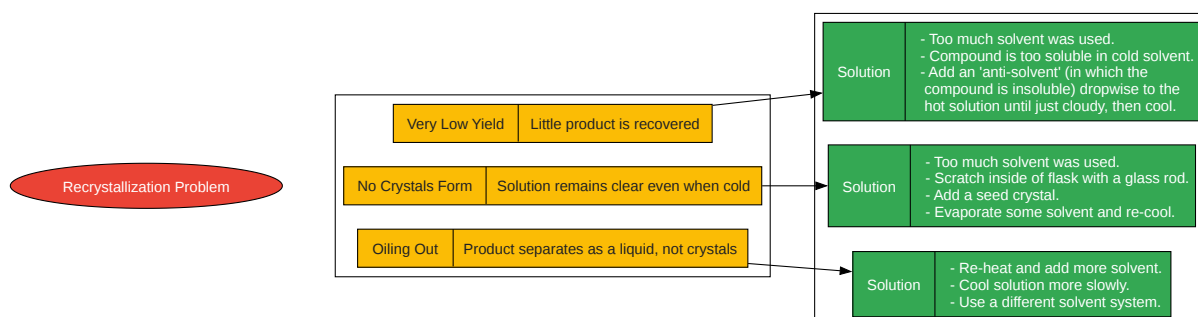 Recrystallization Problem
Very Low Yield
Little product is recovered
No Crystals Form
Solution remains clear even when cold
Oiling Out
Product separates as a liquid, not crystals
Solution
- Too much solvent was used.
- Compound is too soluble in cold solvent.
- Add an 'anti-solvent' (in which the
compound is insoluble) dropwise to the
hot solution until just cloudy, then cool.
Solution
- Too much solvent was used.
- Scratch inside of flask with a glass rod.
- Add a seed crystal.
- Evaporate some solvent and re-cool.
Solution
- Re-heat and add more solvent.
- Cool solution more slowly.
- Use a different solvent system.